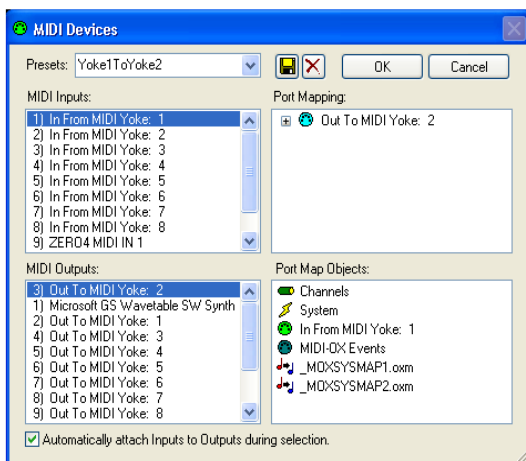 MIDI Devices
Presets: Yoke1ToYoke2 OK Cancel
MIDI Inputs:
1) In From MIDI Yoke: 1
2) In From MIDI Yoke: 2
3) In From MIDI Yoke: 3
4) In From MIDI Yoke: 4
5) In From MIDI Yoke: 5
6) In From MIDI Yoke: 6
7) In From MIDI Yoke: 7
8) In From MIDI Yoke: 8
9) ZERO4 MIDI IN 1
Port Mapping:
Out To MIDI Yoke: 2
MIDI Outputs:
3) Out To MIDI Yoke: 2
1) Microsoft GS Wavetable SW Synth
2) Out To MIDI Yoke: 1
4) Out To MIDI Yoke: 3
5) Out To MIDI Yoke: 4
6) Out To MIDI Yoke: 5
7) Out To MIDI Yoke: 6
8) Out To MIDI Yoke: 7
9) Out To MIDI Yoke: 8
Port Map Objects:
Channels
System
In From MIDI Yoke: 1
MIDI-OX Events
_MOXSYSMAP1.oxm
_MOXSYSMAP2.oxm
Automatically attach Inputs to Outputs during selection.